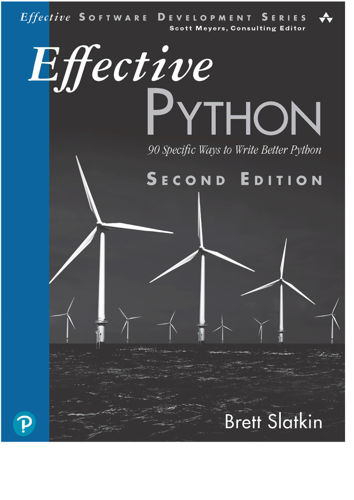 Effective SOFTWARE DEVELOPMENT SERIES
Scott Meyers, Consulting Editor
Effective
PYTHON
90 Specific Ways to Write Better Python
SECOND EDITION
Brett Slatkin
P